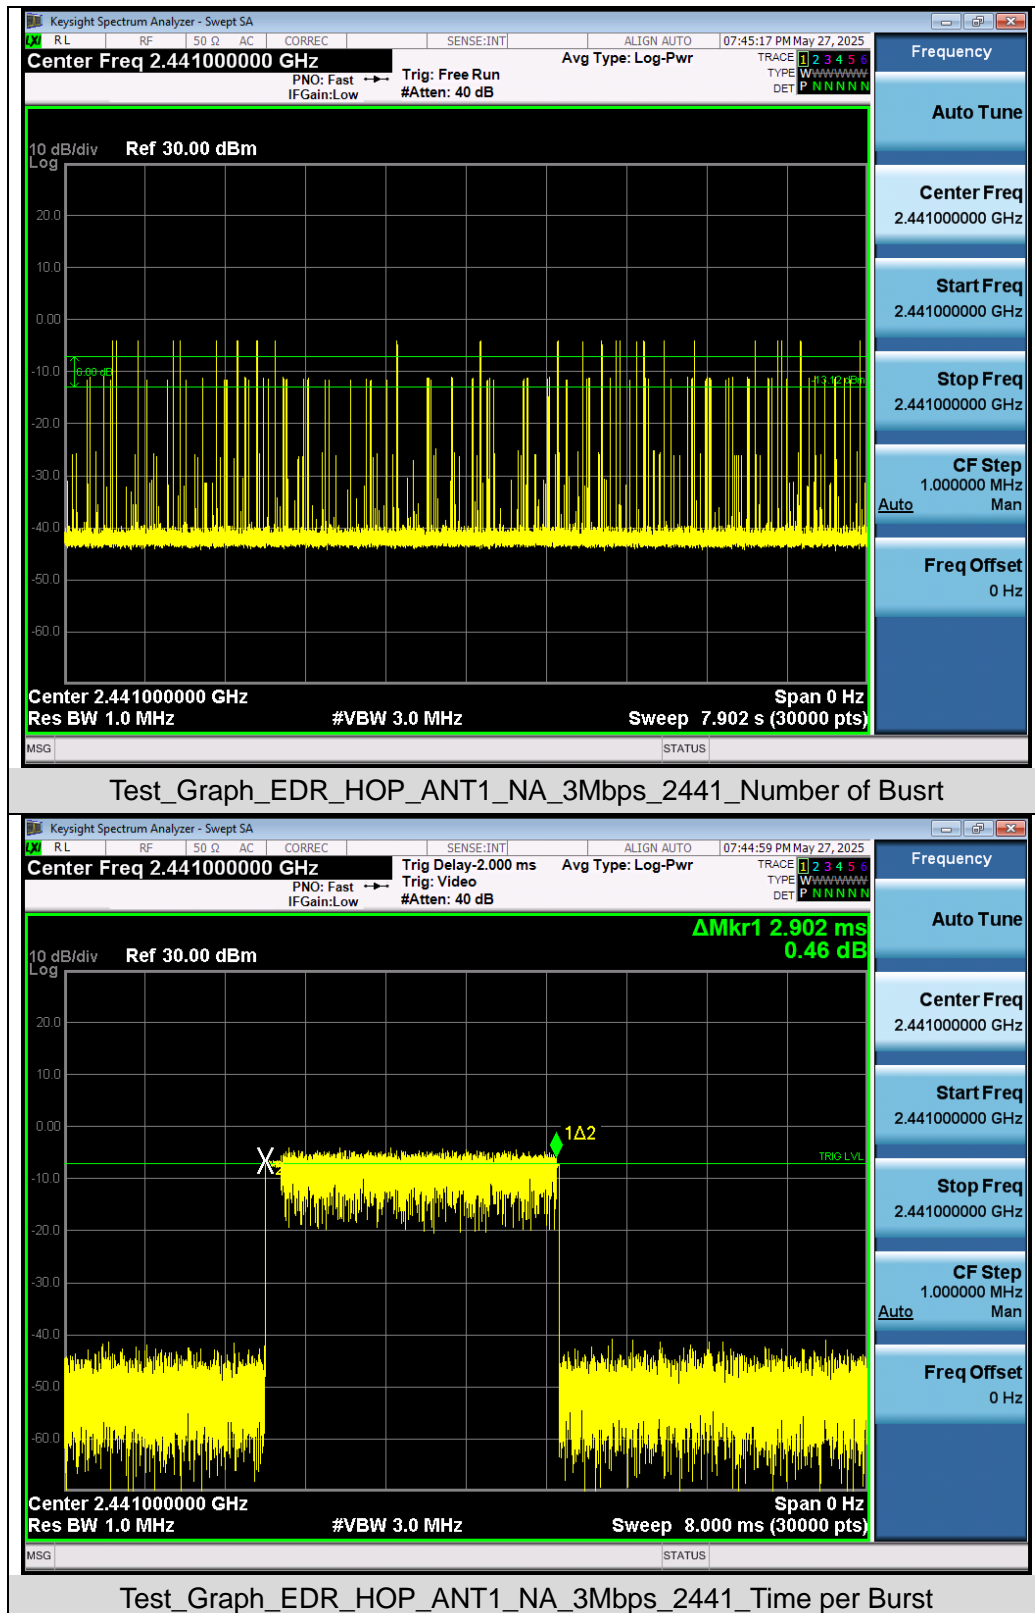 Keysight Spectrum Analyzer - Swept SA
LXI RL RF 50 Ω AC CORREC SENSE:INT ALIGN AUTO 07:45:17 PM May 27, 2025
Center Freq 2.441000000 GHz
PNO: Fast
IFGain:Low
Trig: Free Run
#Atten: 40 dB
Avg Type: Log-Pwr
TRACE 1 2 3 4 5 6
TYPE WWWWWW
DET P N N N N N
10 dB/div
Log
Ref 30.00 dBm
20.0
10.0
0.00
-10.0
-20.0
-30.0
-40.0
-50.0
-60.0
6.00 dB
-13.12 dBm
Center 2.441000000 GHz
Span 0 Hz
Res BW 1.0 MHz
#VBW 3.0 MHz
Sweep 7.902 s (30000 pts)
MSG
STATUS
Frequency
Auto Tune
Center Freq
2.441000000 GHz
Start Freq
2.441000000 GHz
Stop Freq
2.441000000 GHz
CF Step
1.000000 MHz
Auto Man
Freq Offset
0 Hz
Test_Graph_EDR_HOP_ANT1_NA_3Mbps_2441_Number of Busrt
Keysight Spectrum Analyzer - Swept SA
LXI RL RF 50 Ω AC CORREC SENSE:INT ALIGN AUTO 07:44:59 PM May 27, 2025
Center Freq 2.441000000 GHz
PNO: Fast
IFGain:Low
Trig Delay-2.000 ms
Trig: Video
#Atten: 40 dB
Avg Type: Log-Pwr
TRACE 1 2 3 4 5 6
TYPE WWWWWW
DET P N N N N N
ΔMkr1 2.902 ms
0.46 dB
10 dB/div
Log
Ref 30.00 dBm
20.0
10.0
0.00
-10.0
-20.0
-30.0
-40.0
-50.0
-60.0
1Δ2
TRIG LVL
Center 2.441000000 GHz
Span 0 Hz
Res BW 1.0 MHz
#VBW 3.0 MHz
Sweep 8.000 ms (30000 pts)
MSG
STATUS
Frequency
Auto Tune
Center Freq
2.441000000 GHz
Start Freq
2.441000000 GHz
Stop Freq
2.441000000 GHz
CF Step
1.000000 MHz
Auto Man
Freq Offset
0 Hz
Test_Graph_EDR_HOP_ANT1_NA_3Mbps_2441_Time per Burst